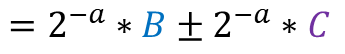 = 2^{-a} * B ± 2^{-a} * C